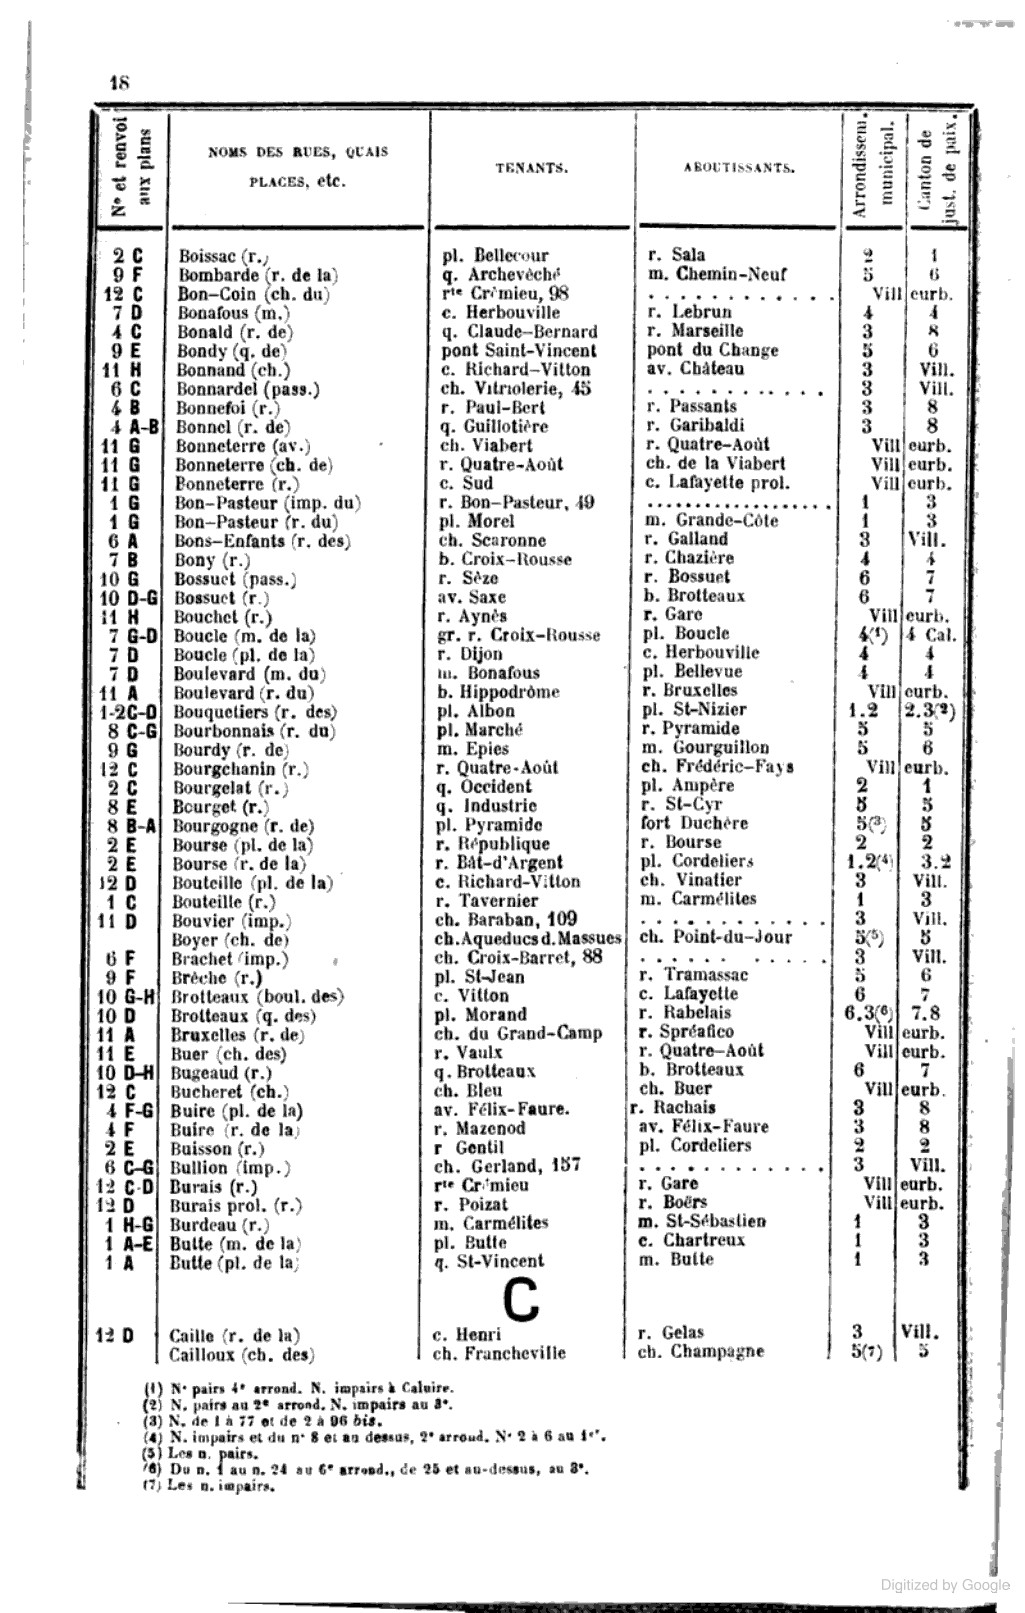 18
N° et renvoi aux plans | NOMS DES RUES, QUAIS PLACES, etc. | TENANTS. | ABOUTISSANTS. | Arrondissem. municipal. | Canton de just. de paix.
2 C Boissac (r.) pl. Bellecour r. Sala 2 1
9 F Bombarde (r. de la) q. Archevêché m. Chemin-Neuf 5 6
12 C Bon-Coin (ch. du) rte Crémieu, 98 . . . . . . . . . . . . Vill eurb.
7 D Bonafous (m.) c. Herbouville r. Lebrun 4 4
4 C Bonald (r. de) q. Claude-Bernard r. Marseille 3 8
9 E Bondy (q. de) pont Saint-Vincent pont du Change 5 6
11 H Bonnand (ch.) c. Richard-Vitton av. Château 3 Vill.
6 C Bonnardel (pass.) ch. Vitriolerie, 45 . . . . . . . . . . . . 3 Vill.
4 B Bonnefoi (r.) r. Paul-Bert r. Passants 3 8
4 A-B Bonnel (r. de) q. Guillotière r. Garibaldi 3 8
11 G Bonneterre (av.) ch. Viabert r. Quatre-Août Vill eurb.
11 G Bonneterre (ch. de) r. Quatre-Août ch. de la Viabert Vill eurb.
11 G Bonneterre (r.) c. Sud c. Lafayette prol. Vill eurb.
1 G Bon-Pasteur (imp. du) r. Bon-Pasteur, 49 . . . . . . . . . . . . 1 3
1 G Bon-Pasteur (r. du) pl. Morel m. Grande-Côte 1 3
6 A Bons-Enfants (r. des) ch. Scaronne r. Galland 3 Vill.
7 B Bony (r.) b. Croix-Rousse r. Chazière 4 4
10 G Bossuet (pass.) r. Sèze r. Bossuet 6 7
10 D-G Bossuet (r.) av. Saxe b. Brotteaux 6 7
11 H Bouchet (r.) r. Aynès r. Gare Vill eurb.
7 G-D Boucle (m. de la) gr. r. Croix-Rousse pl. Boucle 4(1) 4 Cal.
7 D Boucle (pl. de la) r. Dijon c. Herbouville 4 4
7 D Boulevard (m. du) m. Bonafous pl. Bellevue 4 4
11 A Boulevard (r. du) b. Hippodrôme r. Bruxelles Vill eurb.
1-2C-D Bouquetiers (r. des) pl. Albon pl. St-Nizier 1.2 2.3(2)
8 C-G Bourbonnais (r. du) pl. Marché r. Pyramide 5 5
9 G Bourdy (r. de) m. Epies m. Gourguillon 5 6
12 C Bourgchanin (r.) r. Quatre-Août ch. Frédéric-Fays Vill eurb.
2 C Bourgelat (r.) q. Occident pl. Ampère 2 1
8 E Bourget (r.) q. Industrie r. St-Cyr 5 5
8 B-A Bourgogne (r. de) pl. Pyramide fort Duchère 5(3) 5
2 E Bourse (pl. de la) r. République r. Bourse 2 2
2 E Bourse (r. de la) r. Bât-d'Argent pl. Cordeliers 1.2(4) 3.2
12 D Bouteille (pl. de la) c. Richard-Vitton ch. Vinatier 3 Vill.
1 C Bouteille (r.) r. Tavernier m. Carmélites 1 3
11 D Bouvier (imp.) ch. Baraban, 109 . . . . . . . . . . . . 3 Vill.
Boyer (ch. de) ch.Aqueducs d.Massues ch. Point-du-Jour 5(5) 5
6 F Brachet (imp.) ch. Croix-Barret, 88 . . . . . . . . . . . 3 Vill.
9 F Brèche (r.) pl. St-Jean r. Tramassac 5 6
10 G-H Brotteaux (boul. des) c. Vitton c. Lafayette 6 7
10 D Brotteaux (q. des) pl. Morand r. Rabelais 6.3(6) 7.8
11 A Bruxelles (r. de) ch. du Grand-Camp r. Spréafico Vill eurb.
11 E Buer (ch. des) r. Vaulx r. Quatre-Août Vill eurb.
10 D-H Bugeaud (r.) q. Brotteaux b. Brotteaux 6 7
12 C Bucheret (ch.) ch. Bleu ch. Buer Vill eurb.
4 F-G Buire (pl. de la) av. Félix-Faure. r. Rachais 3 8
4 F Buire (r. de la) r. Mazenod av. Félix-Faure 3 8
2 E Buisson (r.) r Gentil pl. Cordeliers 2 2
6 C-G Bullion (imp.) ch. Gerland, 157 . . . . . . . . . . . . 3 Vill.
12 C-D Burais (r.) rte Crémieu r. Gare Vill eurb.
12 D Burais prol. (r.) r. Poizat r. Boërs Vill eurb.
1 H-G Burdeau (r.) m. Carmélites m. St-Sébastien 1 3
1 A-E Butte (m. de la) pl. Butte c. Chartreux 1 3
1 A Butte (pl. de la) q. St-Vincent m. Butte 1 3
C
12 D Caille (r. de la) c. Henri r. Gelas 3 Vill.
Cailloux (ch. des) ch. Francheville ch. Champagne 5(7) 5
(1) N° pairs 4e arrond. N. impairs à Caluire.
(2) N. pairs au 2e arrond. N. impairs au 3e.
(3) N. de 1 à 77 et de 2 à 96 bis.
(4) N. impairs et du n° 8 et au dessus, 2e arrond. N° 2 à 6 au 1er.
(5) Les n. pairs.
(6) Du n. 1 au n. 24 au 6e arrond., de 25 et au-dessus, au 3e.
(7) Les n. impairs.
Digitized by Google